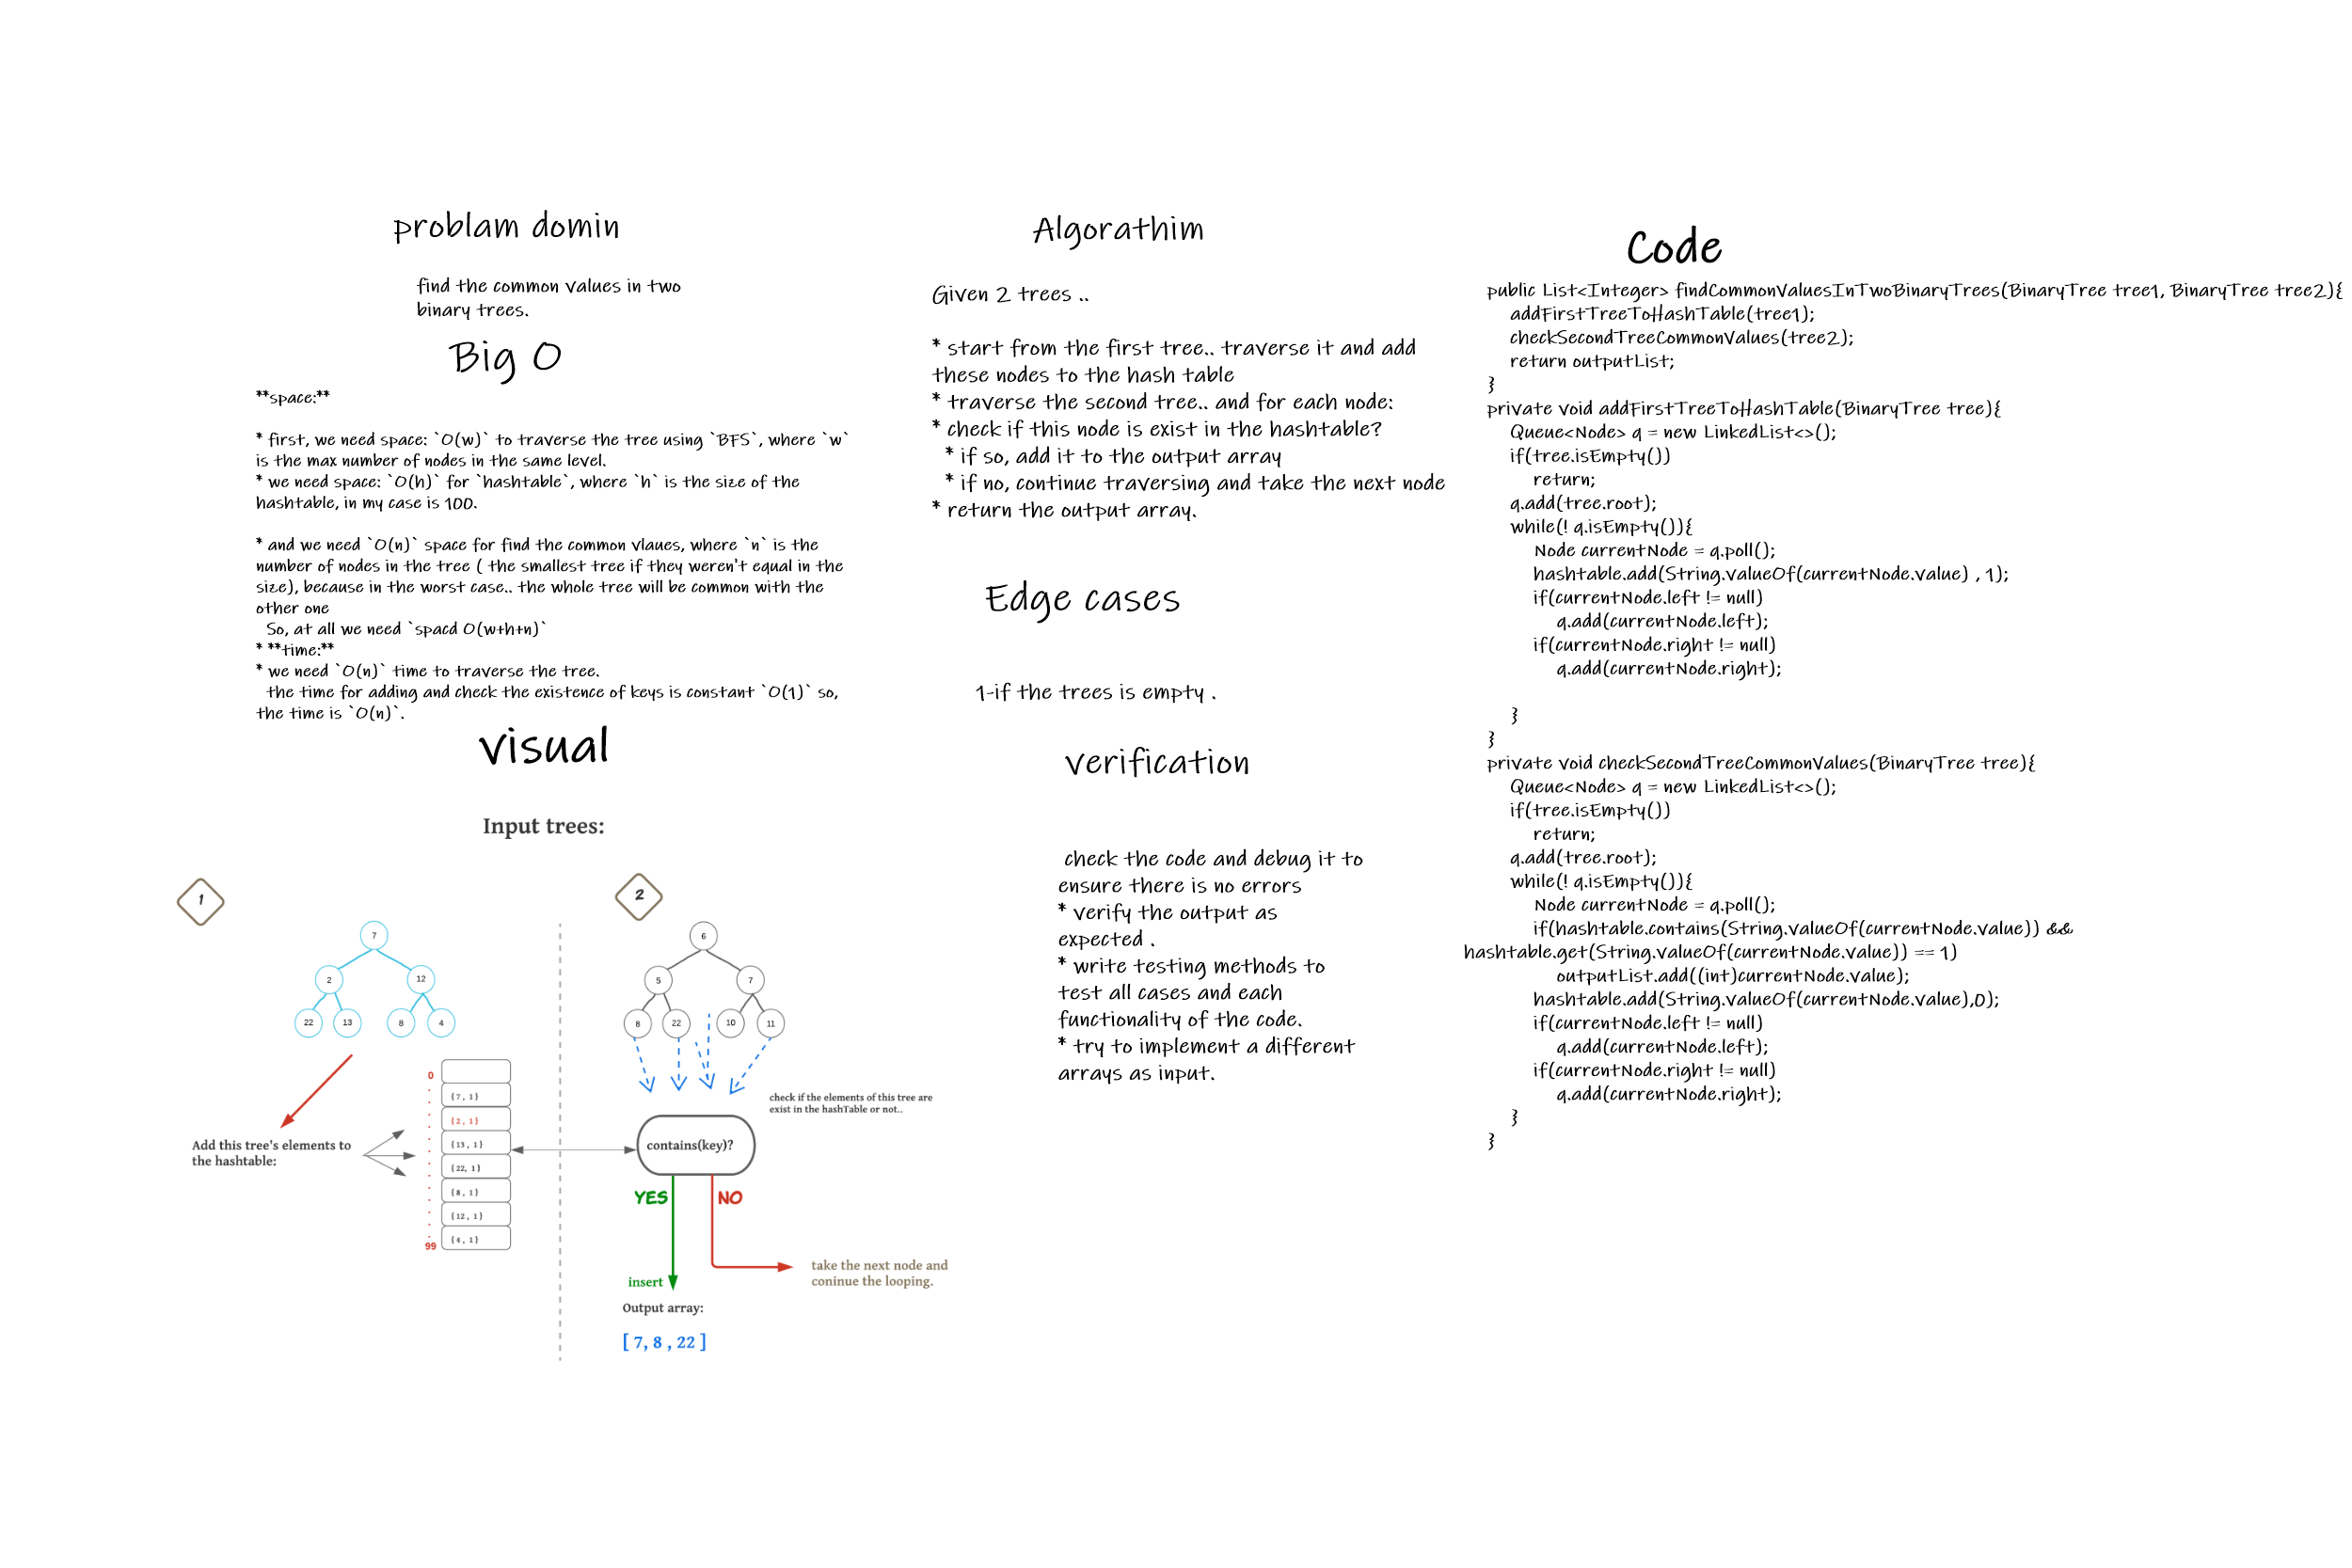 problam domin
find the common values in two
binary trees.
Big O
**space:**
* first, we need space: `O(w)` to traverse the tree using `BFS`, where `w`
is the max number of nodes in the same level.
* we need space: `O(h)` for `hashtable`, where `h` is the size of the
hashtable, in my case is 100.
* and we need `O(n)` space for find the common vlaues, where `n` is the
number of nodes in the tree ( the smallest tree if they weren't equal in the
size), because in the worst case.. the whole tree will be common with the
other one
So, at all we need `spacd O(w+h+n)`
* **time:**
* we need `O(n)` time to traverse the tree.
the time for adding and check the existence of keys is constant `O(1)` so,
the time is `O(n)`.
visual
Input trees:
1
7
2
12
22
13
8
4
Add this tree's elements to
the hashtable:
0
{7, 1}
{2, 1}
{13, 1}
{22, 1}
{8, 1}
{12, 1}
{4, 1}
99
2
6
5
7
8
22
10
11
check if the elements of this tree are
exist in the hashTable or not..
contains(key)?
YES
NO
insert
take the next node and
coninue the looping.
Output array:
[ 7, 8 , 22 ]
Algorathim
Given 2 trees ..
* start from the first tree.. traverse it and add
these nodes to the hash table
* traverse the second tree.. and for each node:
* check if this node is exist in the hashtable?
* if so, add it to the output array
* if no, continue traversing and take the next node
* return the output array.
Edge cases
1-if the trees is empty .
verification
check the code and debug it to
ensure there is no errors
* verify the output as
expected .
* write testing methods to
test all cases and each
functionality of the code.
* try to implement a different
arrays as input.
Code
public List<Integer> findCommonValuesInTwoBinaryTrees(BinaryTree tree1, BinaryTree tree2){
addFirstTreeToHashTable(tree1);
checkSecondTreeCommonValues(tree2);
return outputList;
}
private void addFirstTreeToHashTable(BinaryTree tree){
Queue<Node> q = new LinkedList<>();
if(tree.isEmpty())
return;
q.add(tree.root);
while(! q.isEmpty()){
Node currentNode = q.poll();
hashtable.add(String.valueOf(currentNode.value) , 1);
if(currentNode.left != null)
q.add(currentNode.left);
if(currentNode.right != null)
q.add(currentNode.right);
}
}
private void checkSecondTreeCommonValues(BinaryTree tree){
Queue<Node> q = new LinkedList<>();
if(tree.isEmpty())
return;
q.add(tree.root);
while(! q.isEmpty()){
Node currentNode = q.poll();
if(hashtable.contains(String.valueOf(currentNode.value)) &&
hashtable.get(String.valueOf(currentNode.value)) == 1)
outputList.add((int)currentNode.value);
hashtable.add(String.valueOf(currentNode.value),0);
if(currentNode.left != null)
q.add(currentNode.left);
if(currentNode.right != null)
q.add(currentNode.right);
}
}